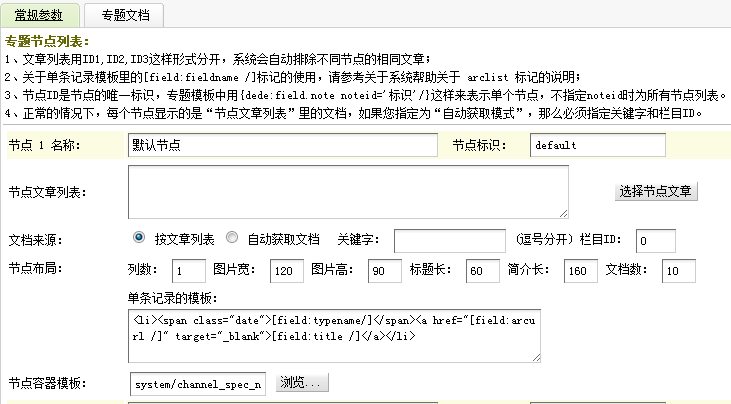 常规参数 专题文档
专题节点列表：
1、文章列表用ID1,ID2,ID3这样形式分开，系统会自动排除不同节点的相同文章；
2、关于单条记录模板里的[field:fieldname /]标记的使用，请参考关于系统帮助关于 arclist 标记的说明；
3、节点ID是节点的唯一标识，专题模板中用{dede:field.note noteid='标识'/}这样来表示单个节点，不指定noteid时为所有节点列表。
4、正常的情况下，每个节点显示的是“节点文章列表”里的文档，如果您指定为“自动获取模式”，那么必须指定关键字和栏目ID。
节点 1 名称： 默认节点 节点标识： default
节点文章列表： 选择节点文章
文档来源： 按文章列表 自动获取文档 关键字： (逗号分开) 栏目ID： 0
节点布局： 列数： 1 图片宽： 120 图片高： 90 标题长： 60 简介长： 160 文档数： 10
单条记录的模板：
<li><span class="date">[field:typename/]</span><a href="[field:arcu
rl /]" target="_blank">[field:title /]</a></li>
节点容器模板： system/channel_spec_n 浏览...